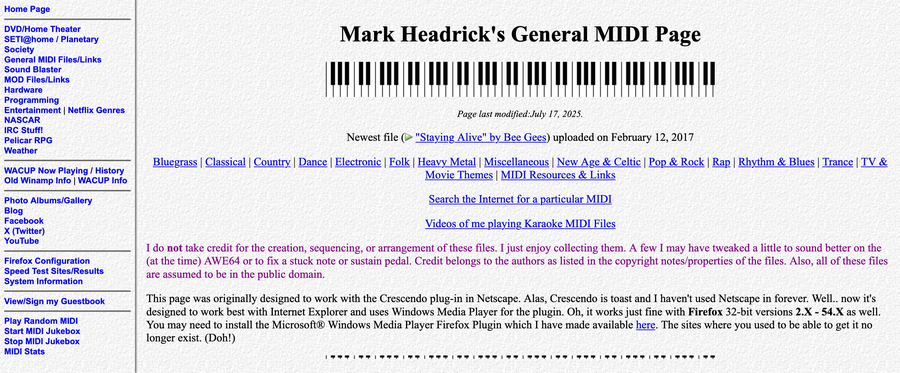 Home Page
DVD/Home Theater
SETI@home / Planetary
Society
General MIDI Files/Links
Sound Blaster
MOD Files/Links
Hardware
Programming
Entertainment | Netflix Genres
NASCAR
IRC Stuff!
Pelicar RPG
Weather
WACUP Now Playing / History
Old Winamp Info | WACUP Info
Photo Albums/Gallery
Blog
Facebook
X (Twitter)
YouTube
Firefox Configuration
Speed Test Sites/Results
System Information
View/Sign my Guestbook
Play Random MIDI
Start MIDI Jukebox
Stop MIDI Jukebox
MIDI Stats
Mark Headrick's General MIDI Page
Page last modified:July 17, 2025.
Newest file ( "Staying Alive" by Bee Gees) uploaded on February 12, 2017
Bluegrass | Classical | Country | Dance | Electronic | Folk | Heavy Metal | Miscellaneous | New Age & Celtic | Pop & Rock | Rap | Rhythm & Blues | Trance | TV &
Movie Themes | MIDI Resources & Links
Search the Internet for a particular MIDI
Videos of me playing Karaoke MIDI Files
I do not take credit for the creation, sequencing, or arrangement of these files. I just enjoy collecting them. A few I may have tweaked a little to sound better on the
(at the time) AWE64 or to fix a stuck note or sustain pedal. Credit belongs to the authors as listed in the copyright notes/properties of the files. Also, all of these files
are assumed to be in the public domain.
This page was originally designed to work with the Crescendo plug-in in Netscape. Alas, Crescendo is toast and I haven't used Netscape in forever. Well.. now it's
designed to work best with Internet Explorer and uses Windows Media Player for the plugin. Oh, it works just fine with Firefox 32-bit versions 2.X - 54.X as well.
You may need to install the Microsoft® Windows Media Player Firefox Plugin which I have made available here. The sites where you used to be able to get it no
longer exist. (Doh!)